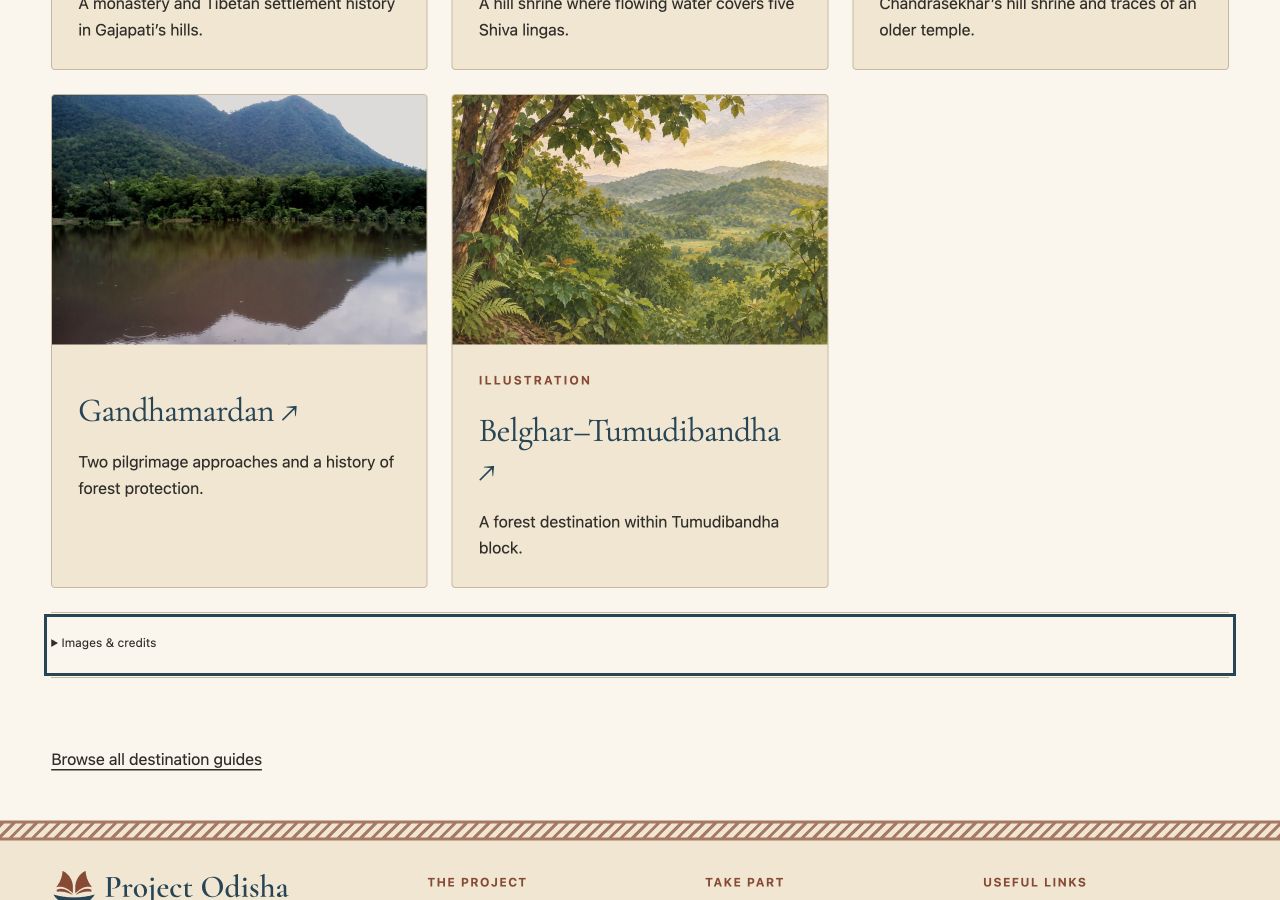 A monastery and Tibetan settlement history
in Gajapati's hills.
A hill shrine where flowing water covers five
Shiva lingas.
Chandrasekhar's hill shrine and traces of an
older temple.
Gandhamardan ↗
Two pilgrimage approaches and a history of
forest protection.
ILLUSTRATION
Belghar–Tumudibandha
↗
A forest destination within Tumudibandha
block.
Images & credits
Browse all destination guides
Project Odisha
THE PROJECT
TAKE PART
USEFUL LINKS